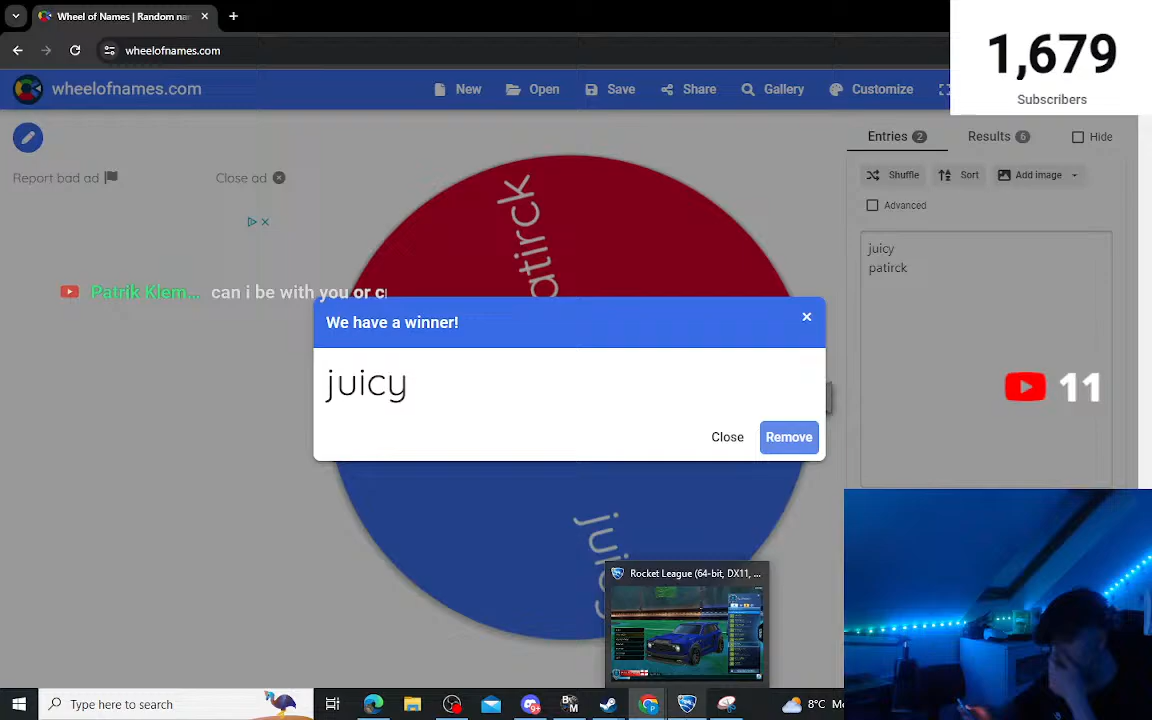 Wheel of Names | Random na
wheelofnames.com
1,679
Subscribers
wheelofnames.com
New
Open
Save
Share
Gallery
Customize
Entries 2
Results 6
Hide
Report bad ad
Close ad
Shuffle
Sort
Add image
Advanced
juicy
patirck
atirck
Patrik Klem... can i be with you or c
We have a winner!
juicy
Close
Remove
11
juicy
Rocket League (64-bit, DX11, ...
Type here to search
8°C